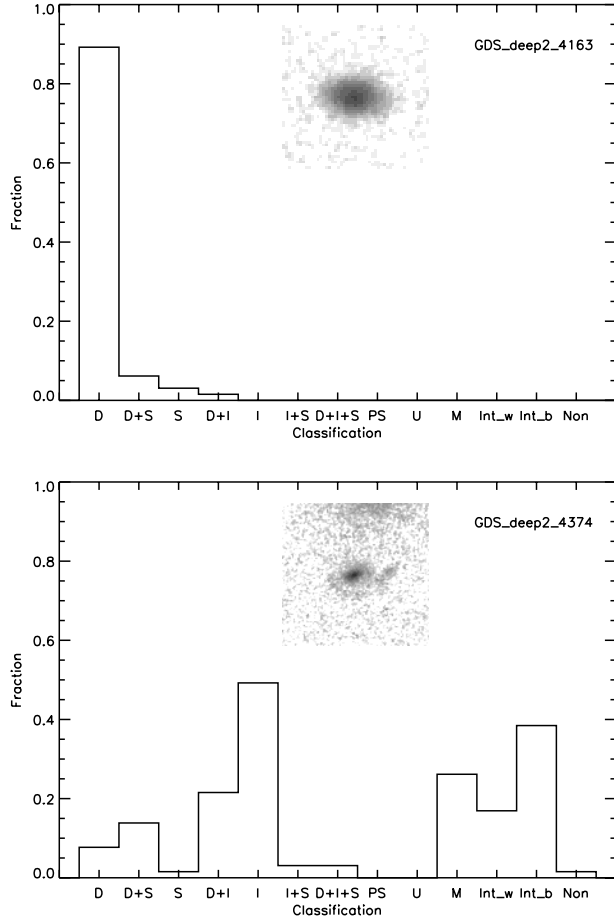 1.0
GDS_deep2_4163
0.8
0.6
Fraction
0.4
0.2
0.0
D D+S S D+I I I+S D+I+S PS U M Int_w Int_b Non
Classification
1.0
GDS_deep2_4374
0.8
0.6
Fraction
0.4
0.2
0.0
D D+S S D+I I I+S D+I+S PS U M Int_w Int_b Non
Classification